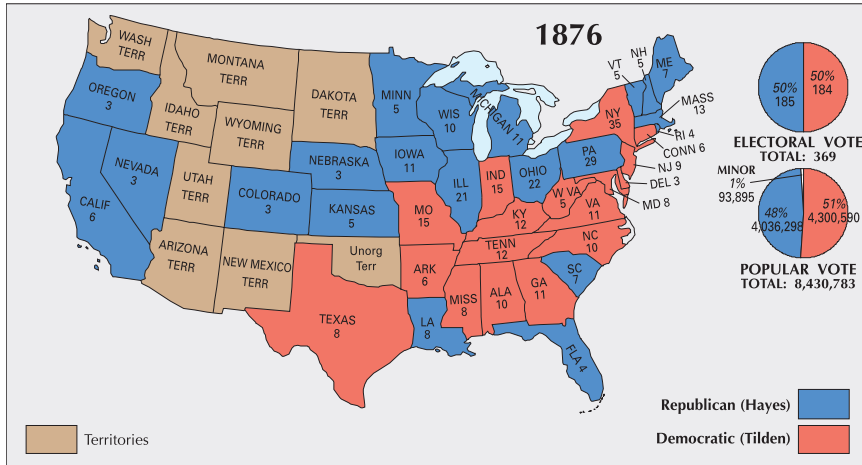 1876
WASH
TERR
OREGON
3
CALIF
6
NEVADA
3
IDAHO
TERR
MONTANA
TERR
WYOMING
TERR
UTAH
TERR
ARIZONA
TERR
COLORADO
3
NEW MEXICO
TERR
DAKOTA
TERR
NEBRASKA
3
KANSAS
5
Unorg
Terr
TEXAS
8
MINN
5
IOWA
11
MO
15
ARK
6
LA
8
WIS
10
ILL
21
MICHIGAN 11
IND
15
OHIO
22
KY
12
TENN
12
MISS
8
ALA
10
GA
11
FLA 4
SC
7
NC
10
VA
11
W VA
5
PA
29
NY
35
VT
5
NH
5
ME
7
MASS
13
RI 4
CONN 6
NJ 9
DEL 3
MD 8
50%
185
50%
184
ELECTORAL VOTE
TOTAL: 369
MINOR
1%
93,895
48%
4,036,298
51%
4,300,590
POPULAR VOTE
TOTAL: 8,430,783
Republican (Hayes)
Democratic (Tilden)
Territories